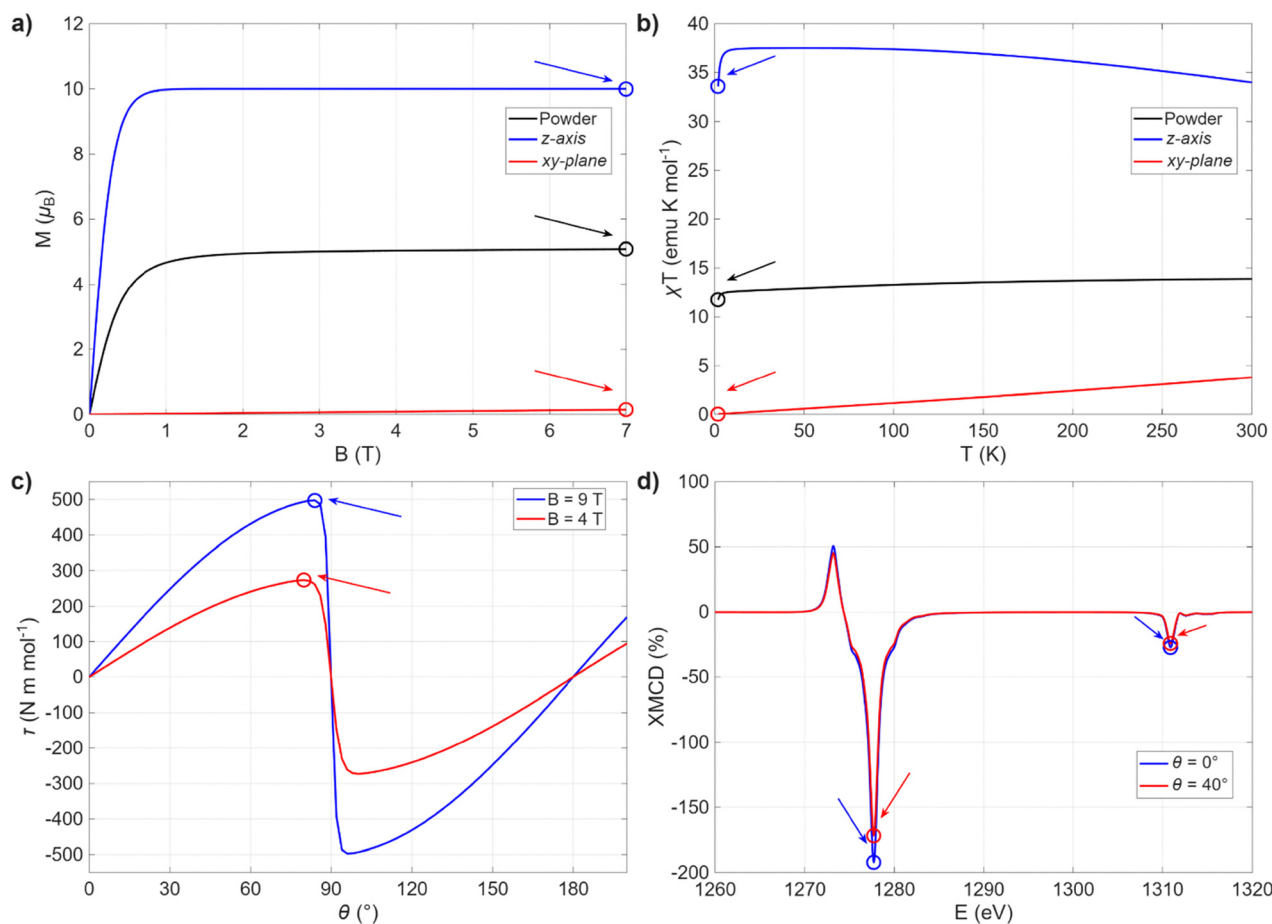 a)
12
10
8
6
4
2
0
M (μB)
Powder
z-axis
xy-plane
0 1 2 3 4 5 6 7
B (T)
b)
40
35
30
25
20
15
10
5
0
χT (emu K mol⁻¹)
Powder
z-axis
xy-plane
0 50 100 150 200 250 300
T (K)
c)
500
400
300
200
100
0
-100
-200
-300
-400
-500
τ (N m mol⁻¹)
B = 9 T
B = 4 T
0 30 60 90 120 150 180
θ (°)
d)
100
50
0
-50
-100
-150
-200
XMCD (%)
θ = 0°
θ = 40°
1260 1270 1280 1290 1300 1310 1320
E (eV)